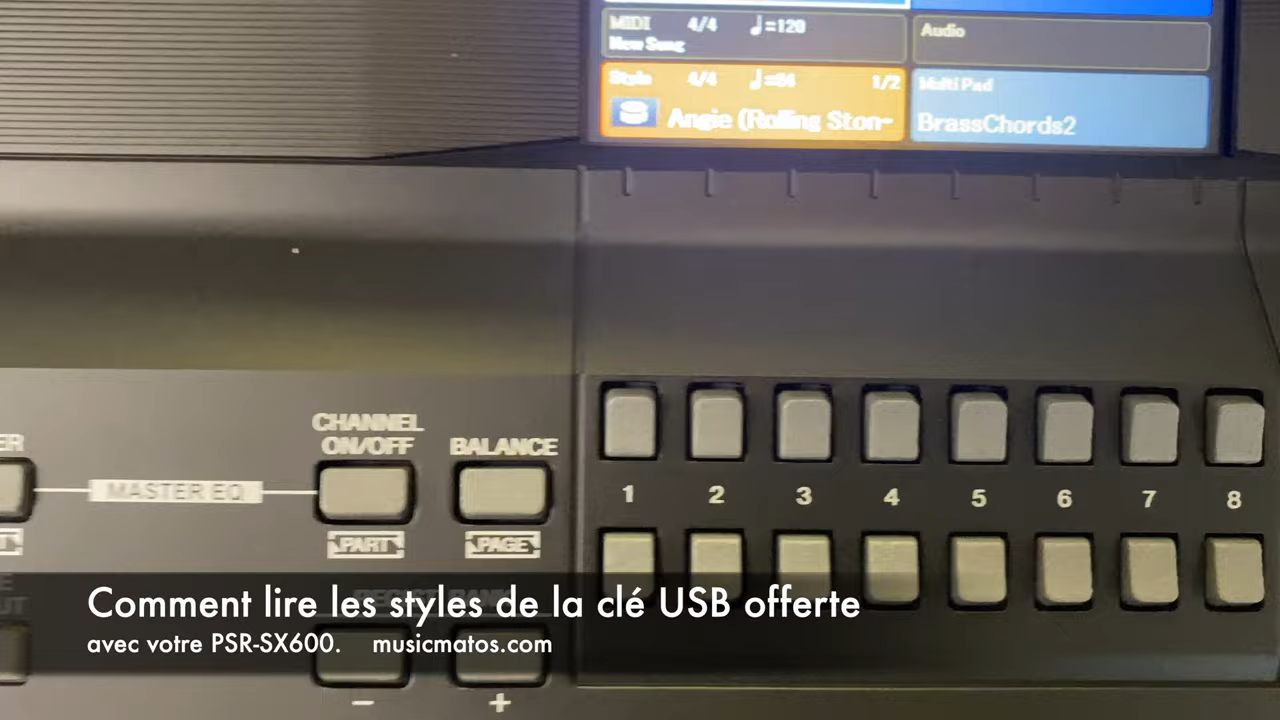 MIDI 4/4 ♩=120
New Song
Audio
Style 4/4 ♩=84 1/2
Multi Pad
Angie (Rolling Ston-
BrassChords2
CHANNEL
ON/OFF
BALANCE
ER
MASTER EQ
1 2 3 4 5 6 7 8
PART
PAGE
Comment lire les styles de la clé USB offerte
avec votre PSR-SX600. musicmatos.com
- +